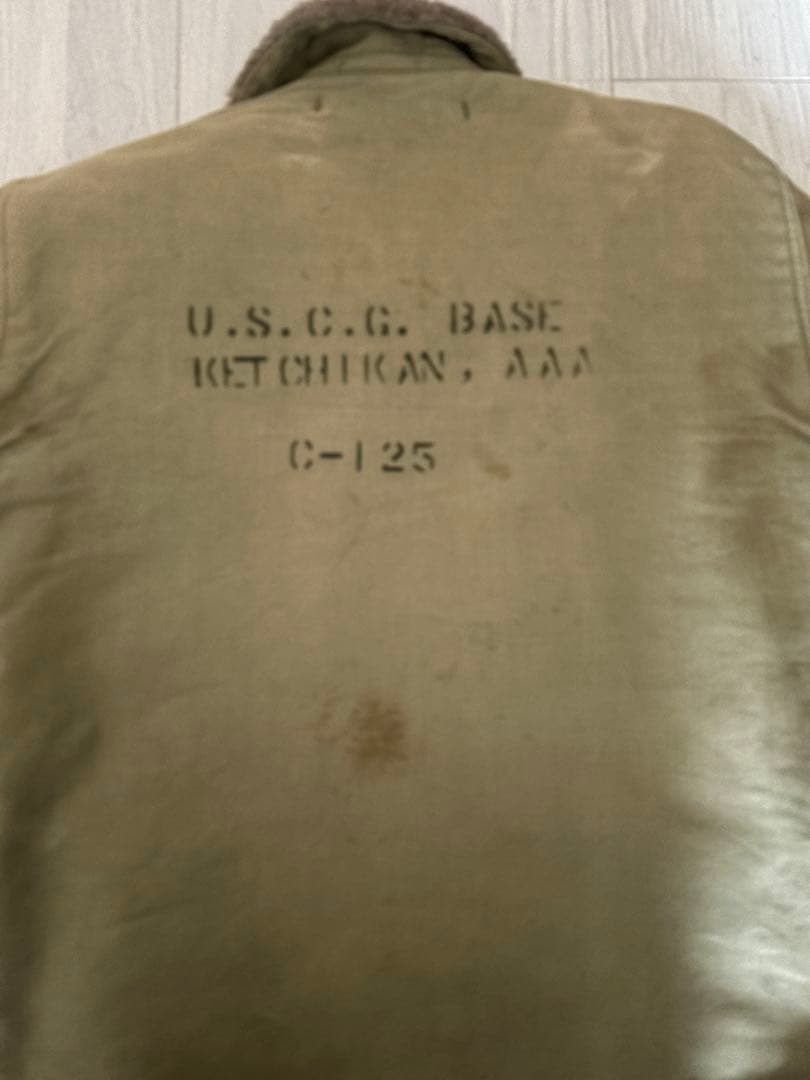 U.S.C.G. BASE
KETCHIKAN, AAA
C-125